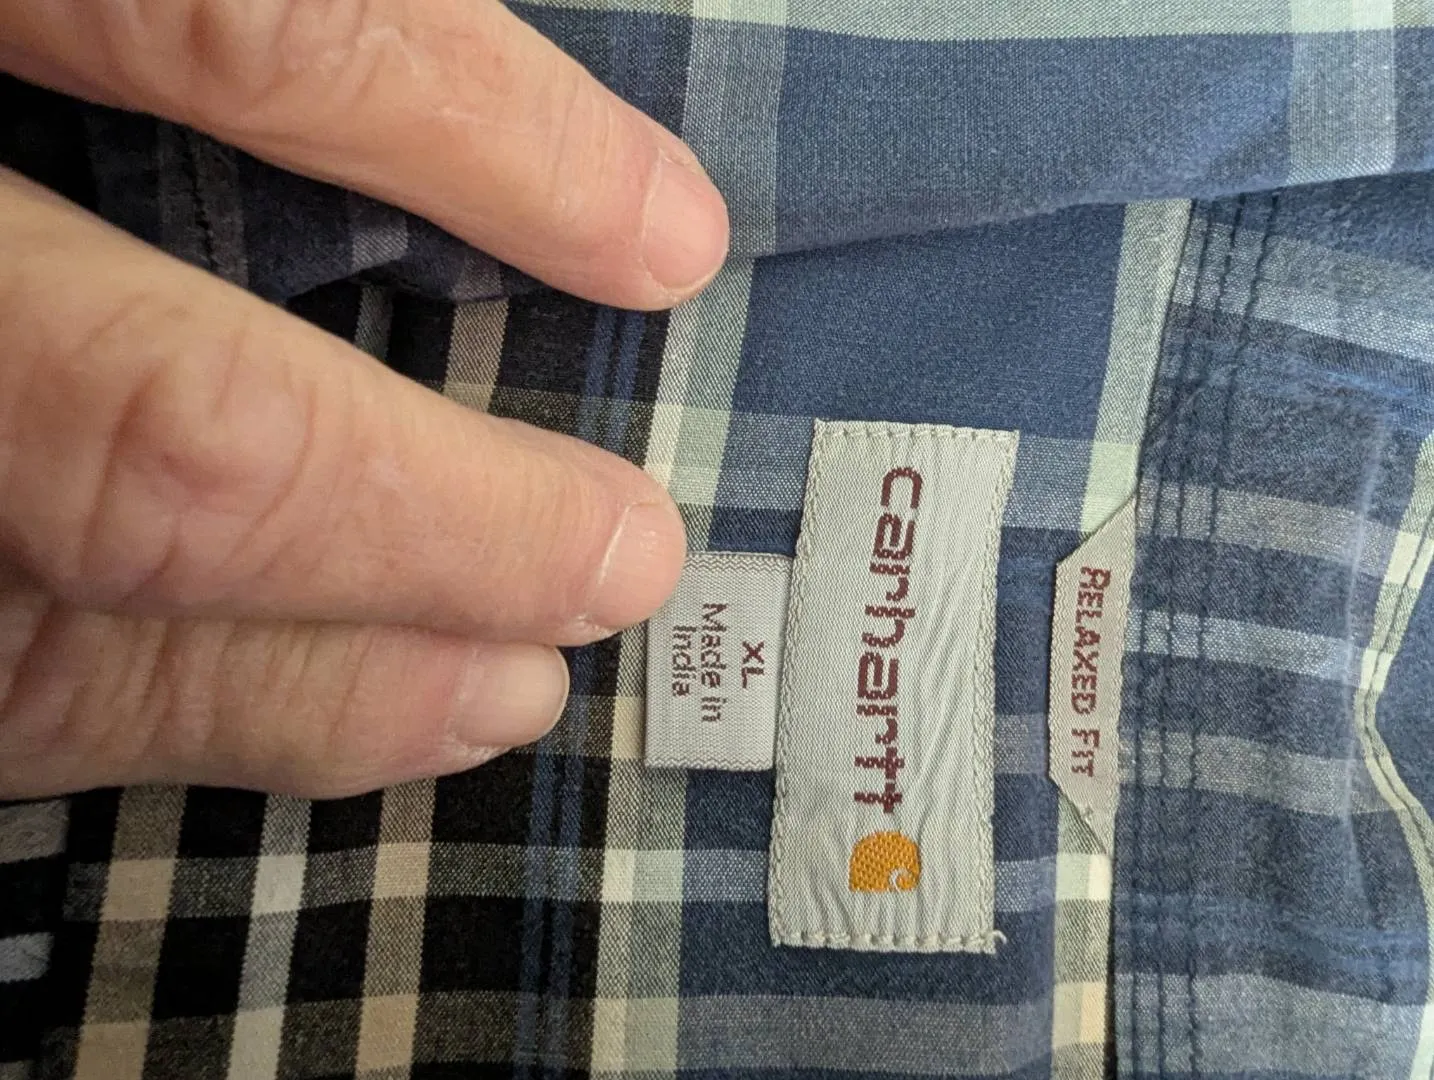 carhartt
RELAXED FIT
XL
Made in
India